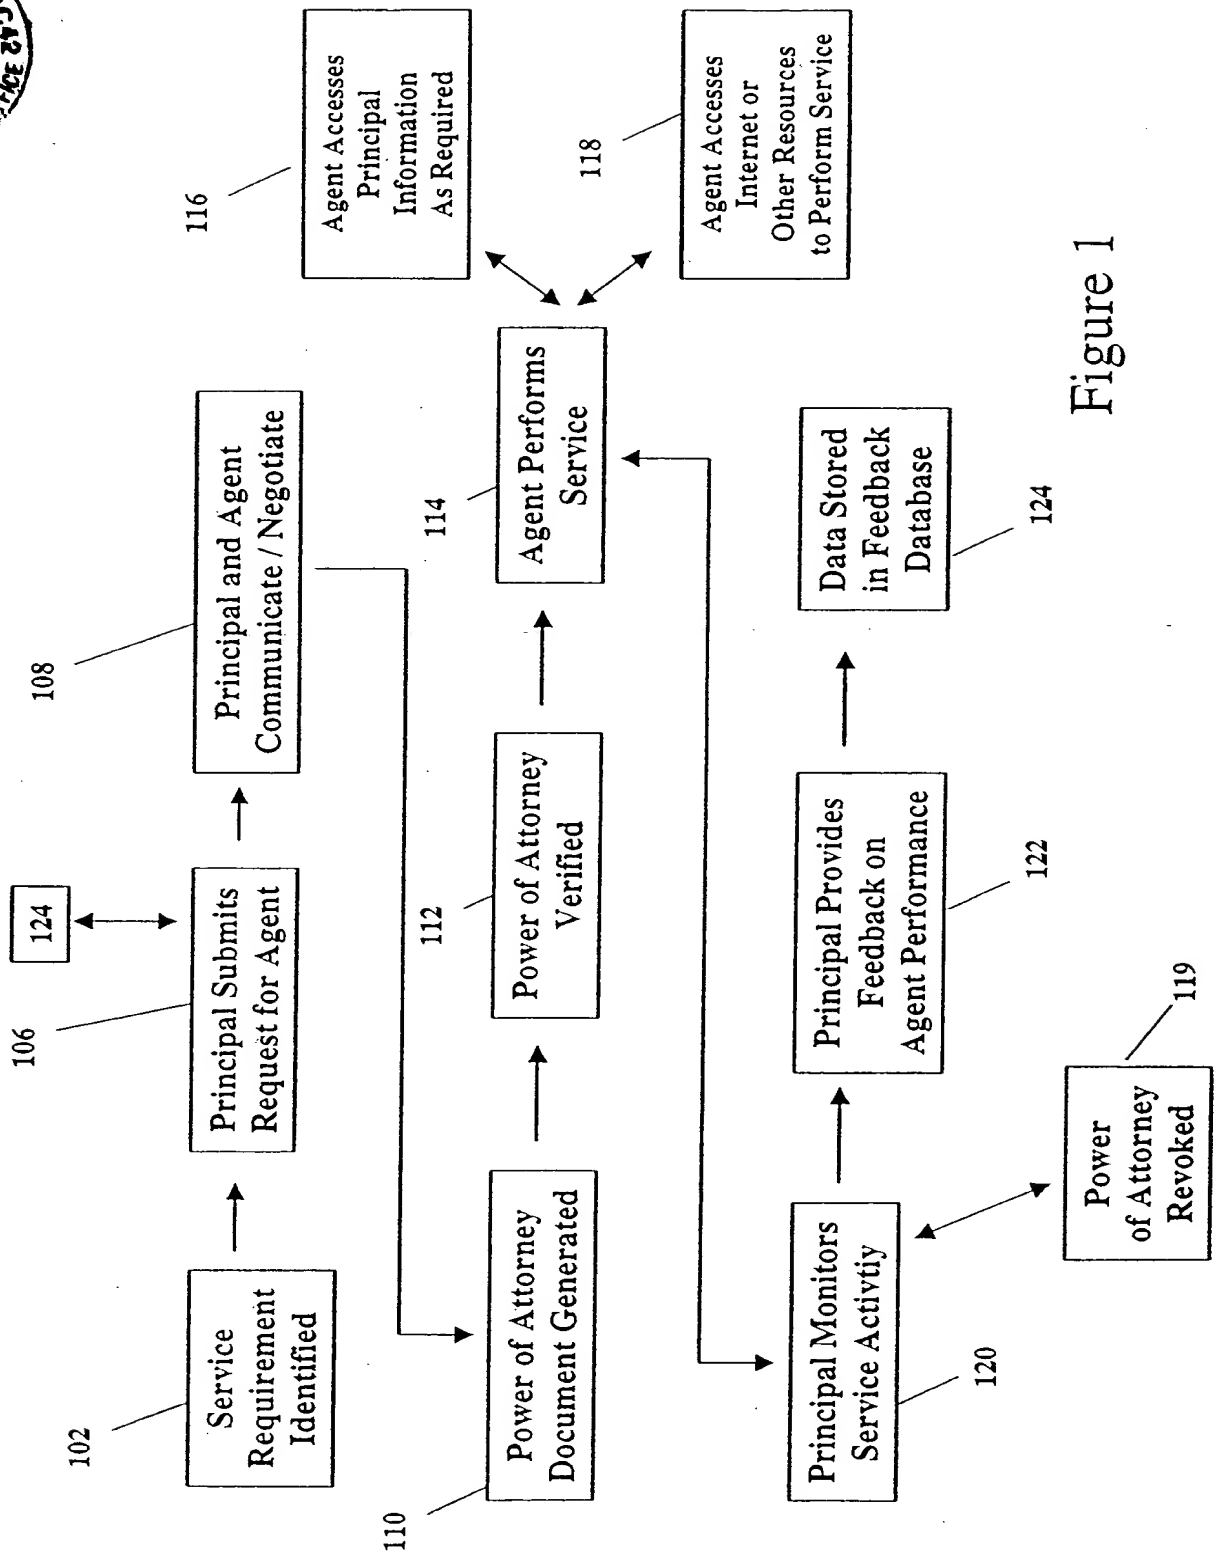 124
106
108
Principal Submits
Request for Agent
Principal and Agent
Communicate / Negotiate
102
Service
Requirement
Identified
116
Agent Accesses
Principal
Information
As Required
110
Power of Attorney
Document Generated
112
Power of Attorney
Verified
114
Agent Performs
Service
118
Agent Accesses
Internet or
Other Resources
to Perform Service
Principal Monitors
Service Activtiy
120
Principal Provides
Feedback on
Agent Performance
122
Data Stored
in Feedback
Database
124
Power
of Attorney
Revoked
119
Figure 1